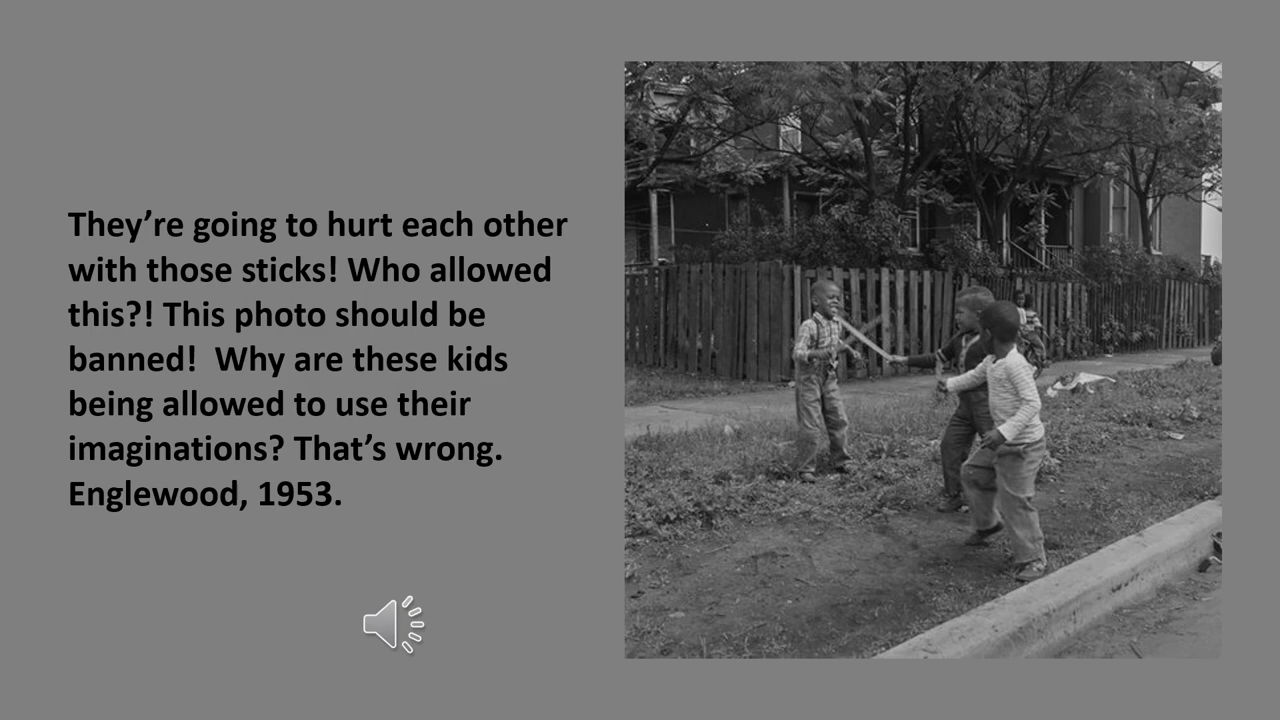 They’re going to hurt each other
with those sticks! Who allowed
this?! This photo should be
banned!  Why are these kids
being allowed to use their
imaginations? That’s wrong.
Englewood, 1953.